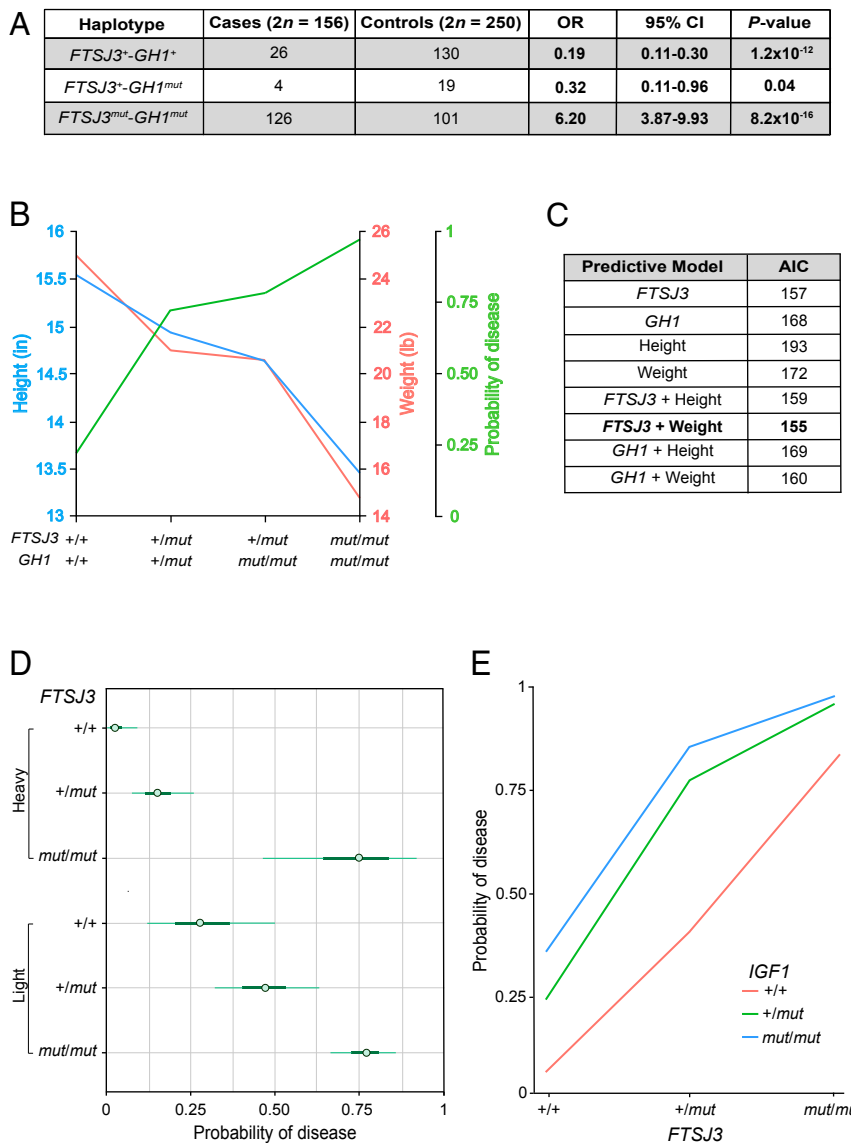 A
Haplotype Cases (2n = 156) Controls (2n = 250) OR 95% CI P-value
FTSJ3⁺-GH1⁺ 26 130 0.19 0.11-0.30 1.2x10⁻¹²
FTSJ3⁺-GH1ᵐᵘᵗ 4 19 0.32 0.11-0.96 0.04
FTSJ3ᵐᵘᵗ-GH1ᵐᵘᵗ 126 101 6.20 3.87-9.93 8.2x10⁻¹⁶
B
16
15.5
15
14.5
14
13.5
13
Height (in)
26
24
22
20
18
16
14
Weight (lb)
1
0.75
0.50
0.25
0
Probability of disease
FTSJ3 +/+ +/mut +/mut mut/mut
GH1 +/+ +/mut mut/mut mut/mut
C
Predictive Model AIC
FTSJ3 157
GH1 168
Height 193
Weight 172
FTSJ3 + Height 159
FTSJ3 + Weight 155
GH1 + Height 169
GH1 + Weight 160
D
FTSJ3
Heavy
+/+
+/mut
mut/mut
Light
+/+
+/mut
mut/mut
0 0.25 0.50 0.75 1
Probability of disease
E
1
0.75
0.50
0.25
0
Probability of disease
IGF1
+/+
+/mut
mut/mut
+/+ +/mut mut/mu
FTSJ3